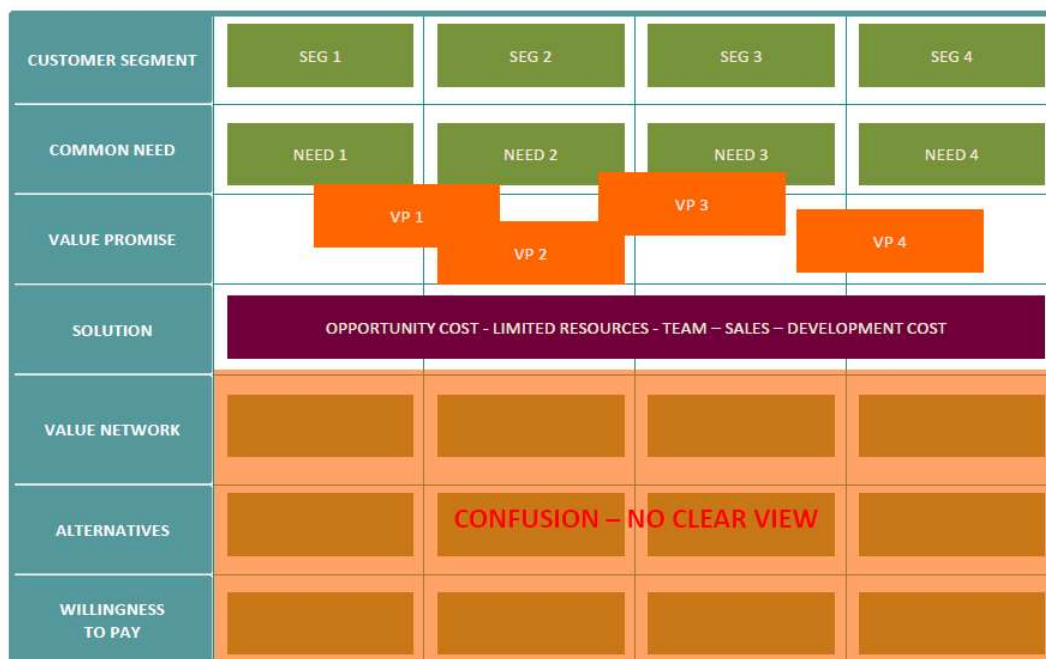 CUSTOMER SEGMENT
SEG 1
SEG 2
SEG 3
SEG 4
COMMON NEED
NEED 1
NEED 2
NEED 3
NEED 4
VALUE PROMISE
VP 1
VP 2
VP 3
VP 4
SOLUTION
OPPORTUNITY COST - LIMITED RESOURCES - TEAM – SALES – DEVELOPMENT COST
VALUE NETWORK
ALTERNATIVES
CONFUSION – NO CLEAR VIEW
WILLINGNESS
TO PAY